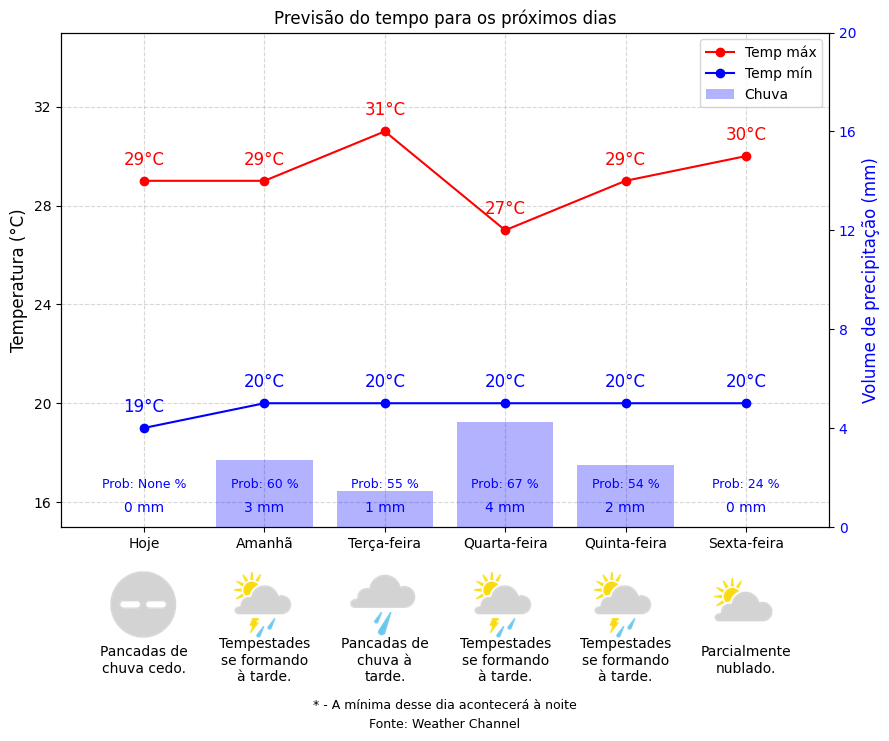 Previsão do tempo para os próximos dias
Temperatura (°C)
32
28
24
20
16
Volume de precipitação (mm)
20
16
12
8
4
0
Temp máx
Temp mín
Chuva
29°C
29°C
31°C
27°C
29°C
30°C
19°C
20°C
20°C
20°C
20°C
20°C
Prob: None %
Prob: 60 %
Prob: 55 %
Prob: 67 %
Prob: 54 %
Prob: 24 %
0 mm
3 mm
1 mm
4 mm
2 mm
0 mm
Hoje
Amanhã
Terça-feira
Quarta-feira
Quinta-feira
Sexta-feira
Pancadas de
chuva cedo.
Tempestades
se formando
à tarde.
Pancadas de
chuva à
tarde.
Tempestades
se formando
à tarde.
Tempestades
se formando
à tarde.
Parcialmente
nublado.
* - A mínima desse dia acontecerá à noite
Fonte: Weather Channel